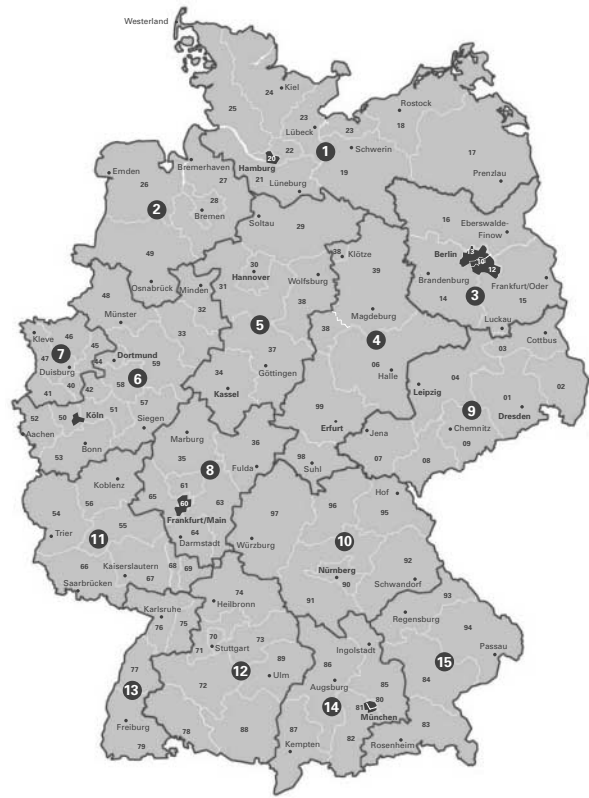 Westerland
24
Kiel
25
Rostock
18
23
Lübeck
23
22
1
Schwerin
17
20
Hamburg
21
Lüneburg
19
Prenzlau
Bremerhaven
Emden
26
27
2
28
Bremen
Soltau
29
49
Osnabrück
16
Eberswalde-
Finow
Berlin
13
10
12
Brandenburg
Frankfurt/Oder
14
3
15
Luckau
38
Klötze
39
30
Hannover
Wolfsburg
Minden
31
48
32
38
Magdeburg
Münster
33
5
38
4
Cottbus
03
Kleve
46
7
45
47
Duisburg
44
Dortmund
59
6
40
42
58
41
37
Göttingen
34
Kassel
06
Halle
04
Leipzig
02
01
9
Dresden
Chemnitz
09
52
50
Köln
51
57
Siegen
Aachen
Bonn
53
99
Erfurt
Jena
07
08
98
Suhl
Marburg
36
35
8
Fulda
Koblenz
56
61
65
60
63
Frankfurt/Main
54
55
64
Darmstadt
Trier
11
66
Kaiserslautern
68
69
67
Saarbrücken
Hof
97
96
95
10
Würzburg
Nürnberg
90
92
Schwandorf
91
93
74
Heilbronn
Karlsruhe
76
75
Regensburg
94
70
73
71
Stuttgart
89
Ingolstadt
Passau
86
15
12
Ulm
77
13
72
Augsburg
85
84
80
14
81
München
Freiburg
79
78
88
87
Kempten
82
83
Rosenheim